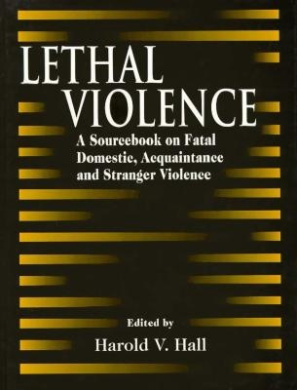 LETHAL
VIOLENCE
A Sourcebook on Fatal
Domestic, Acquaintance
and Stranger Violence
Edited by
Harold V. Hall